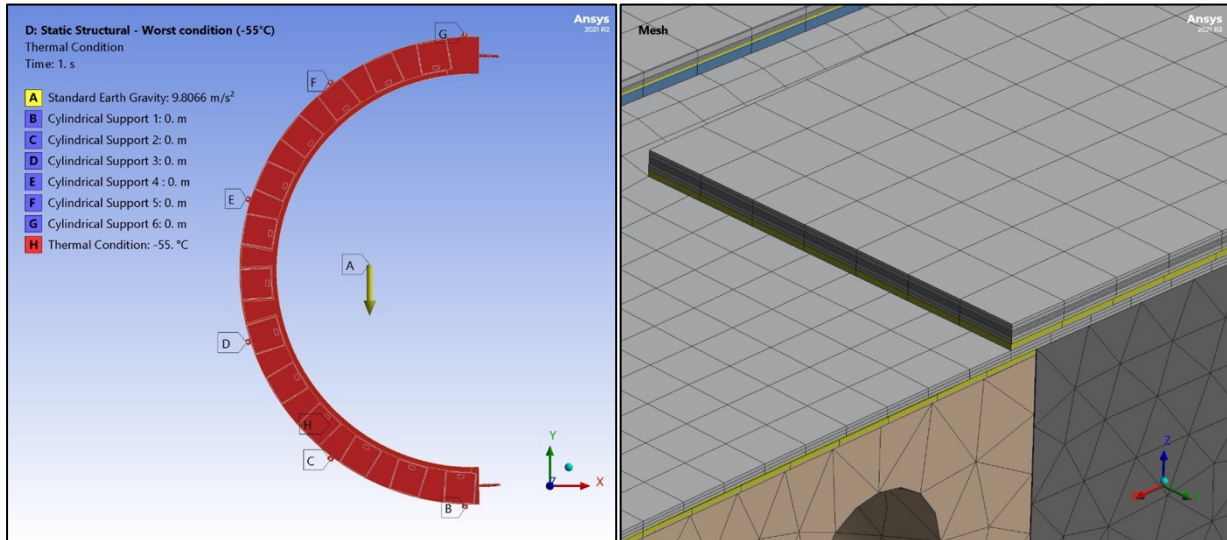 D: Static Structural - Worst condition (-55°C)
Thermal Condition
Time: 1. s
A Standard Earth Gravity: 9.8066 m/s²
B Cylindrical Support 1: 0. m
C Cylindrical Support 2: 0. m
D Cylindrical Support 3: 0. m
E Cylindrical Support 4 : 0. m
F Cylindrical Support 5: 0. m
G Cylindrical Support 6: 0. m
H Thermal Condition: -55. °C
Ansys
2021 R2
G
F
E
A
D
H
C
B
Y
Z
X
Mesh
Ansys
2021 R2
Z
X
Y